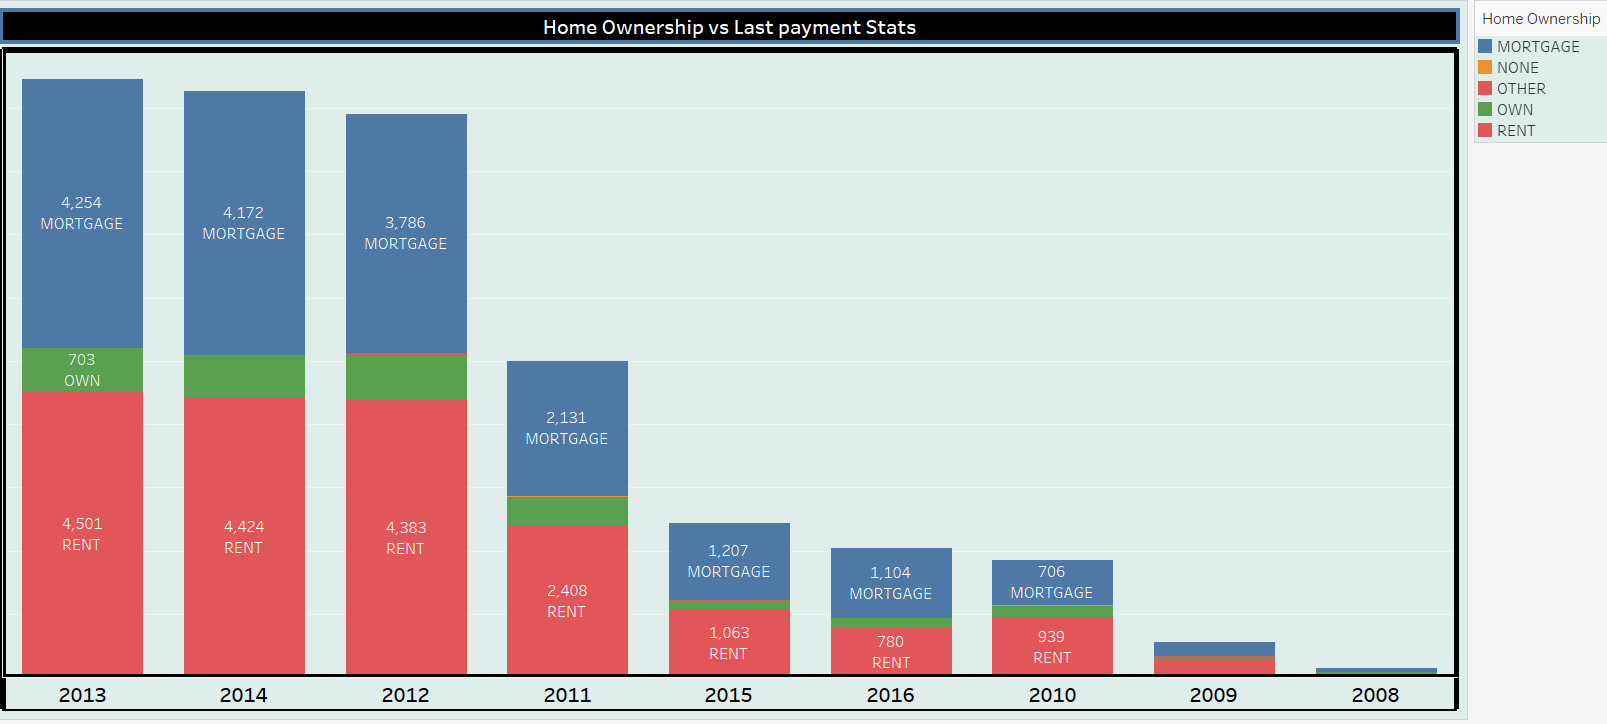 Home Ownership vs Last payment Stats
Home Ownership
MORTGAGE
NONE
OTHER
OWN
RENT
4,254
MORTGAGE
703
OWN
4,501
RENT
4,172
MORTGAGE
4,424
RENT
3,786
MORTGAGE
4,383
RENT
2,131
MORTGAGE
2,408
RENT
1,207
MORTGAGE
1,063
RENT
1,104
MORTGAGE
780
RENT
706
MORTGAGE
939
RENT
2013
2014
2012
2011
2015
2016
2010
2009
2008